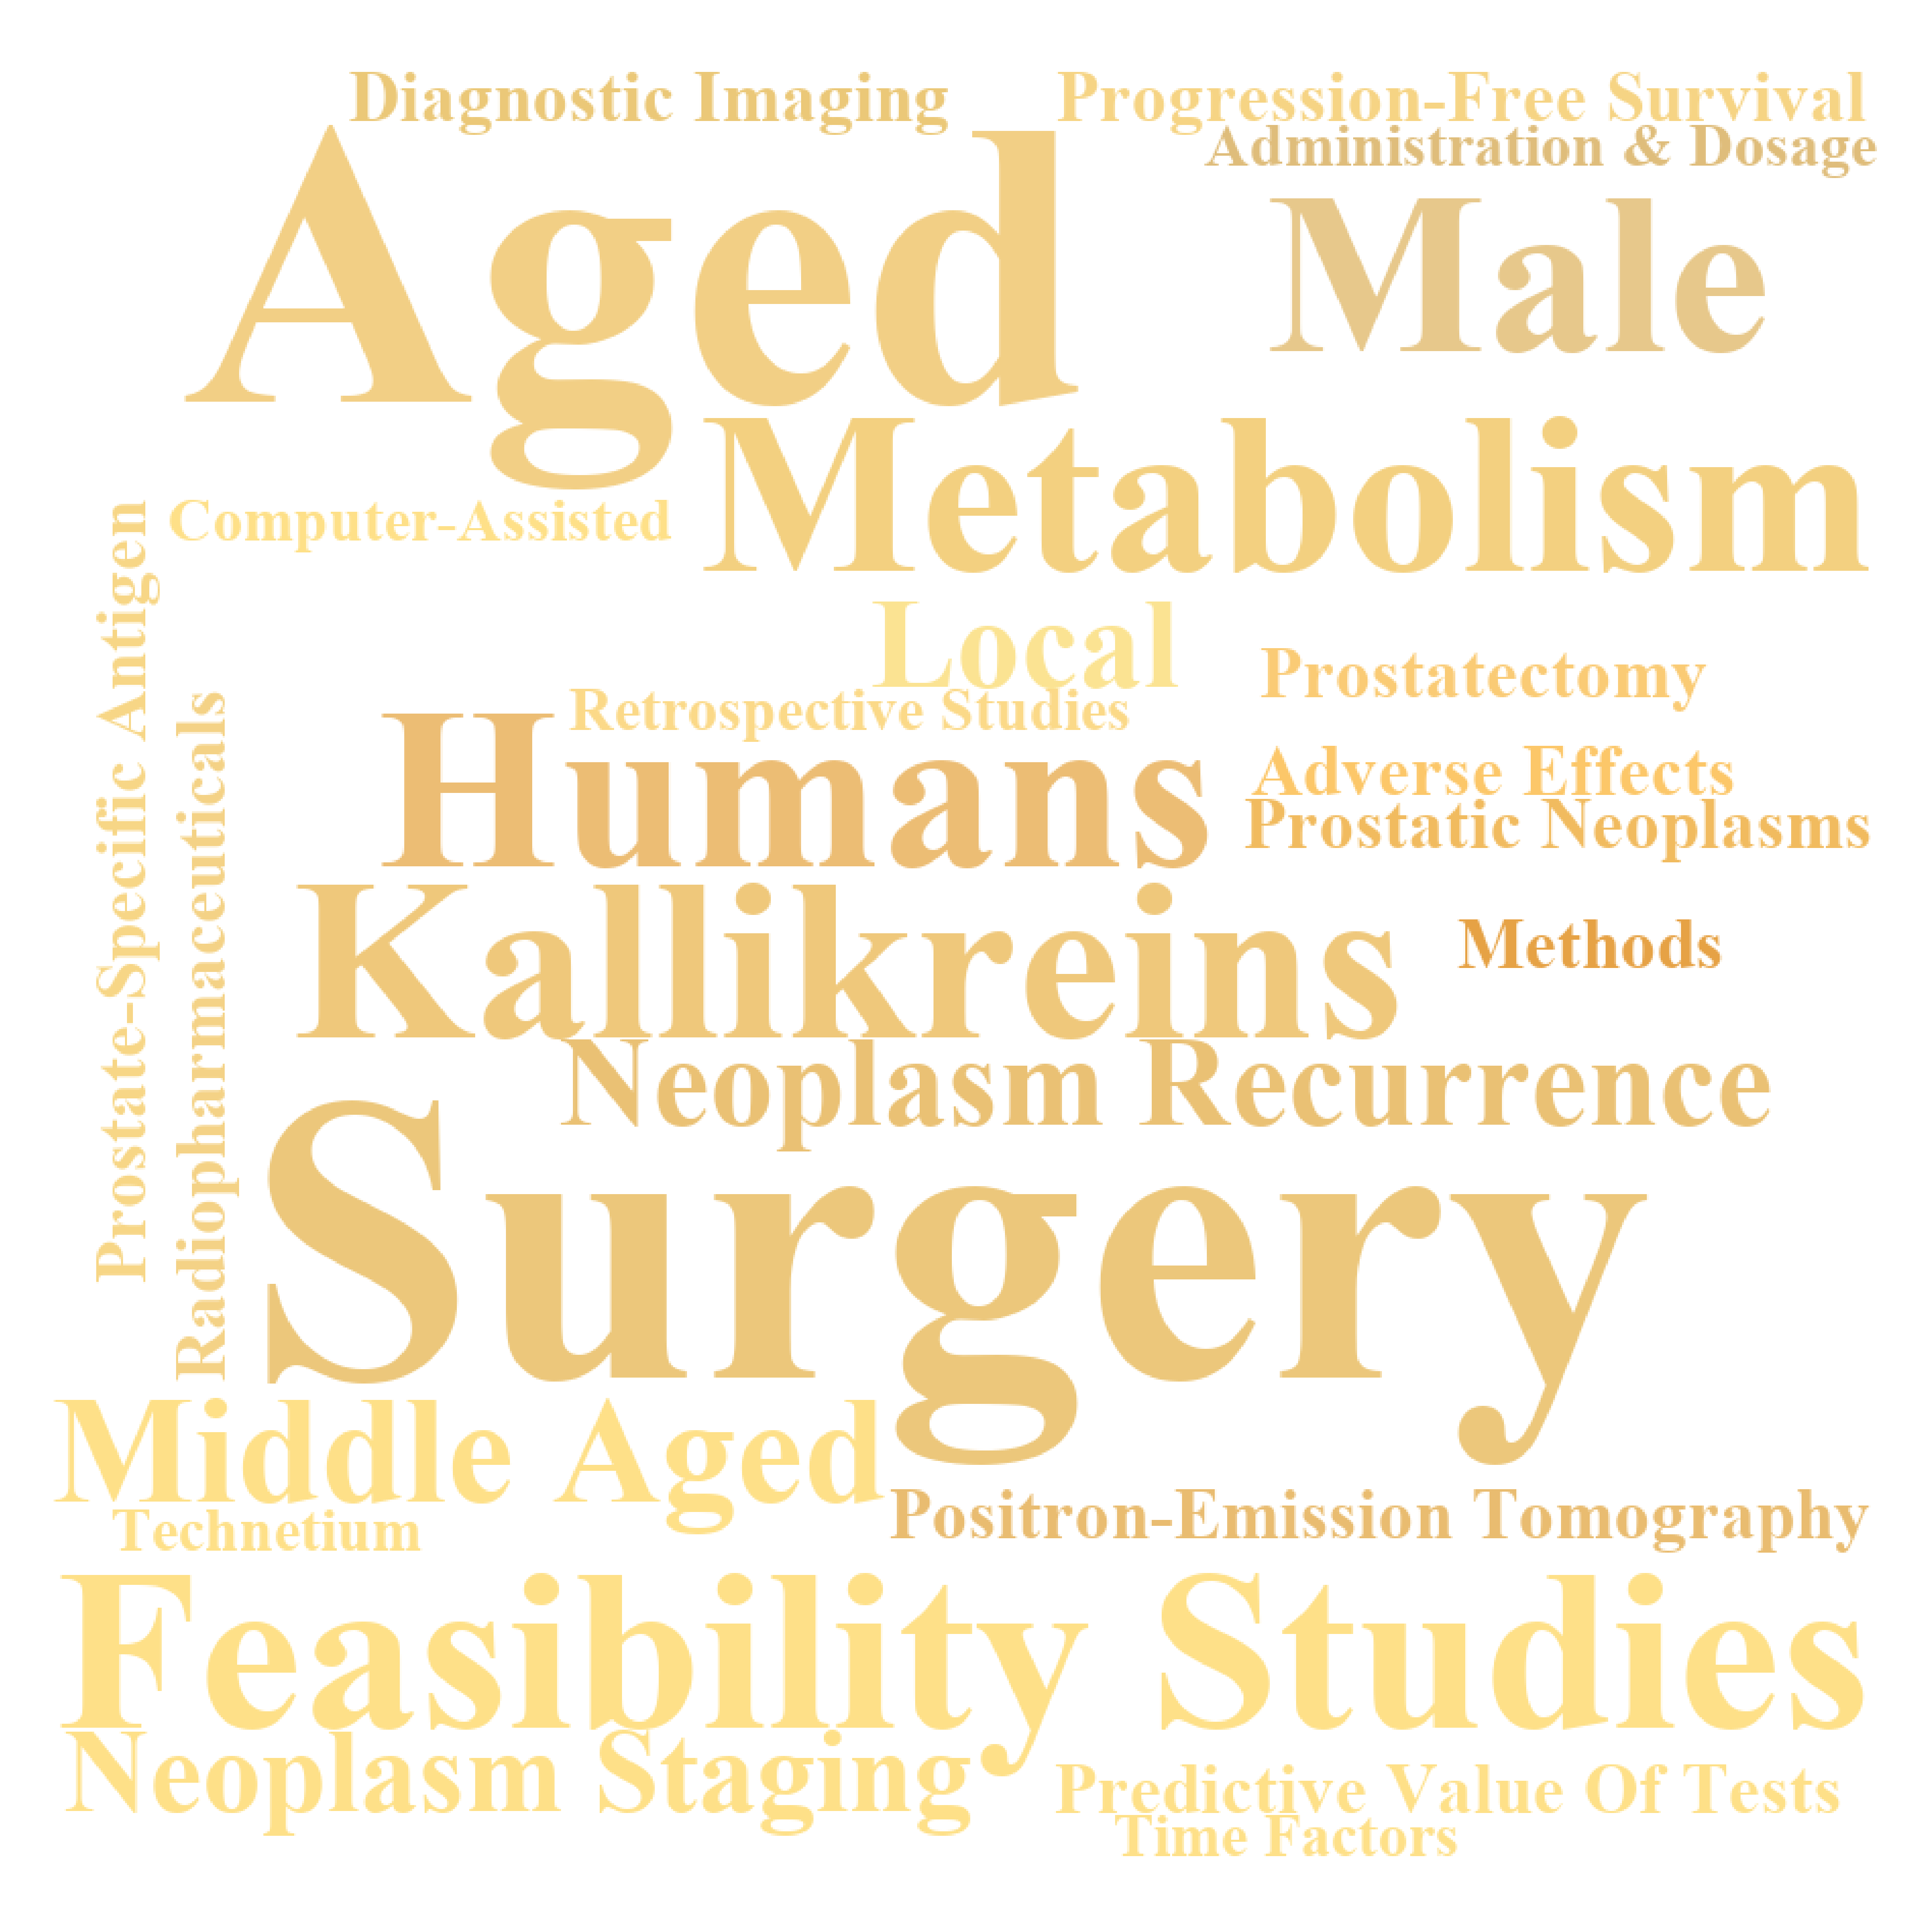 Diagnostic Imaging
Progression-Free Survival
Administration & Dosage
Aged
Male
Metabolism
Computer-Assisted
Prostate-Specific Antigen
Radiopharmaceuticals
Local
Prostatectomy
Retrospective Studies
Humans
Adverse Effects
Prostatic Neoplasms
Kallikreins
Methods
Neoplasm Recurrence
Surgery
Middle Aged
Technetium
Positron-Emission Tomography
Feasibility Studies
Neoplasm Staging
Predictive Value Of Tests
Time Factors